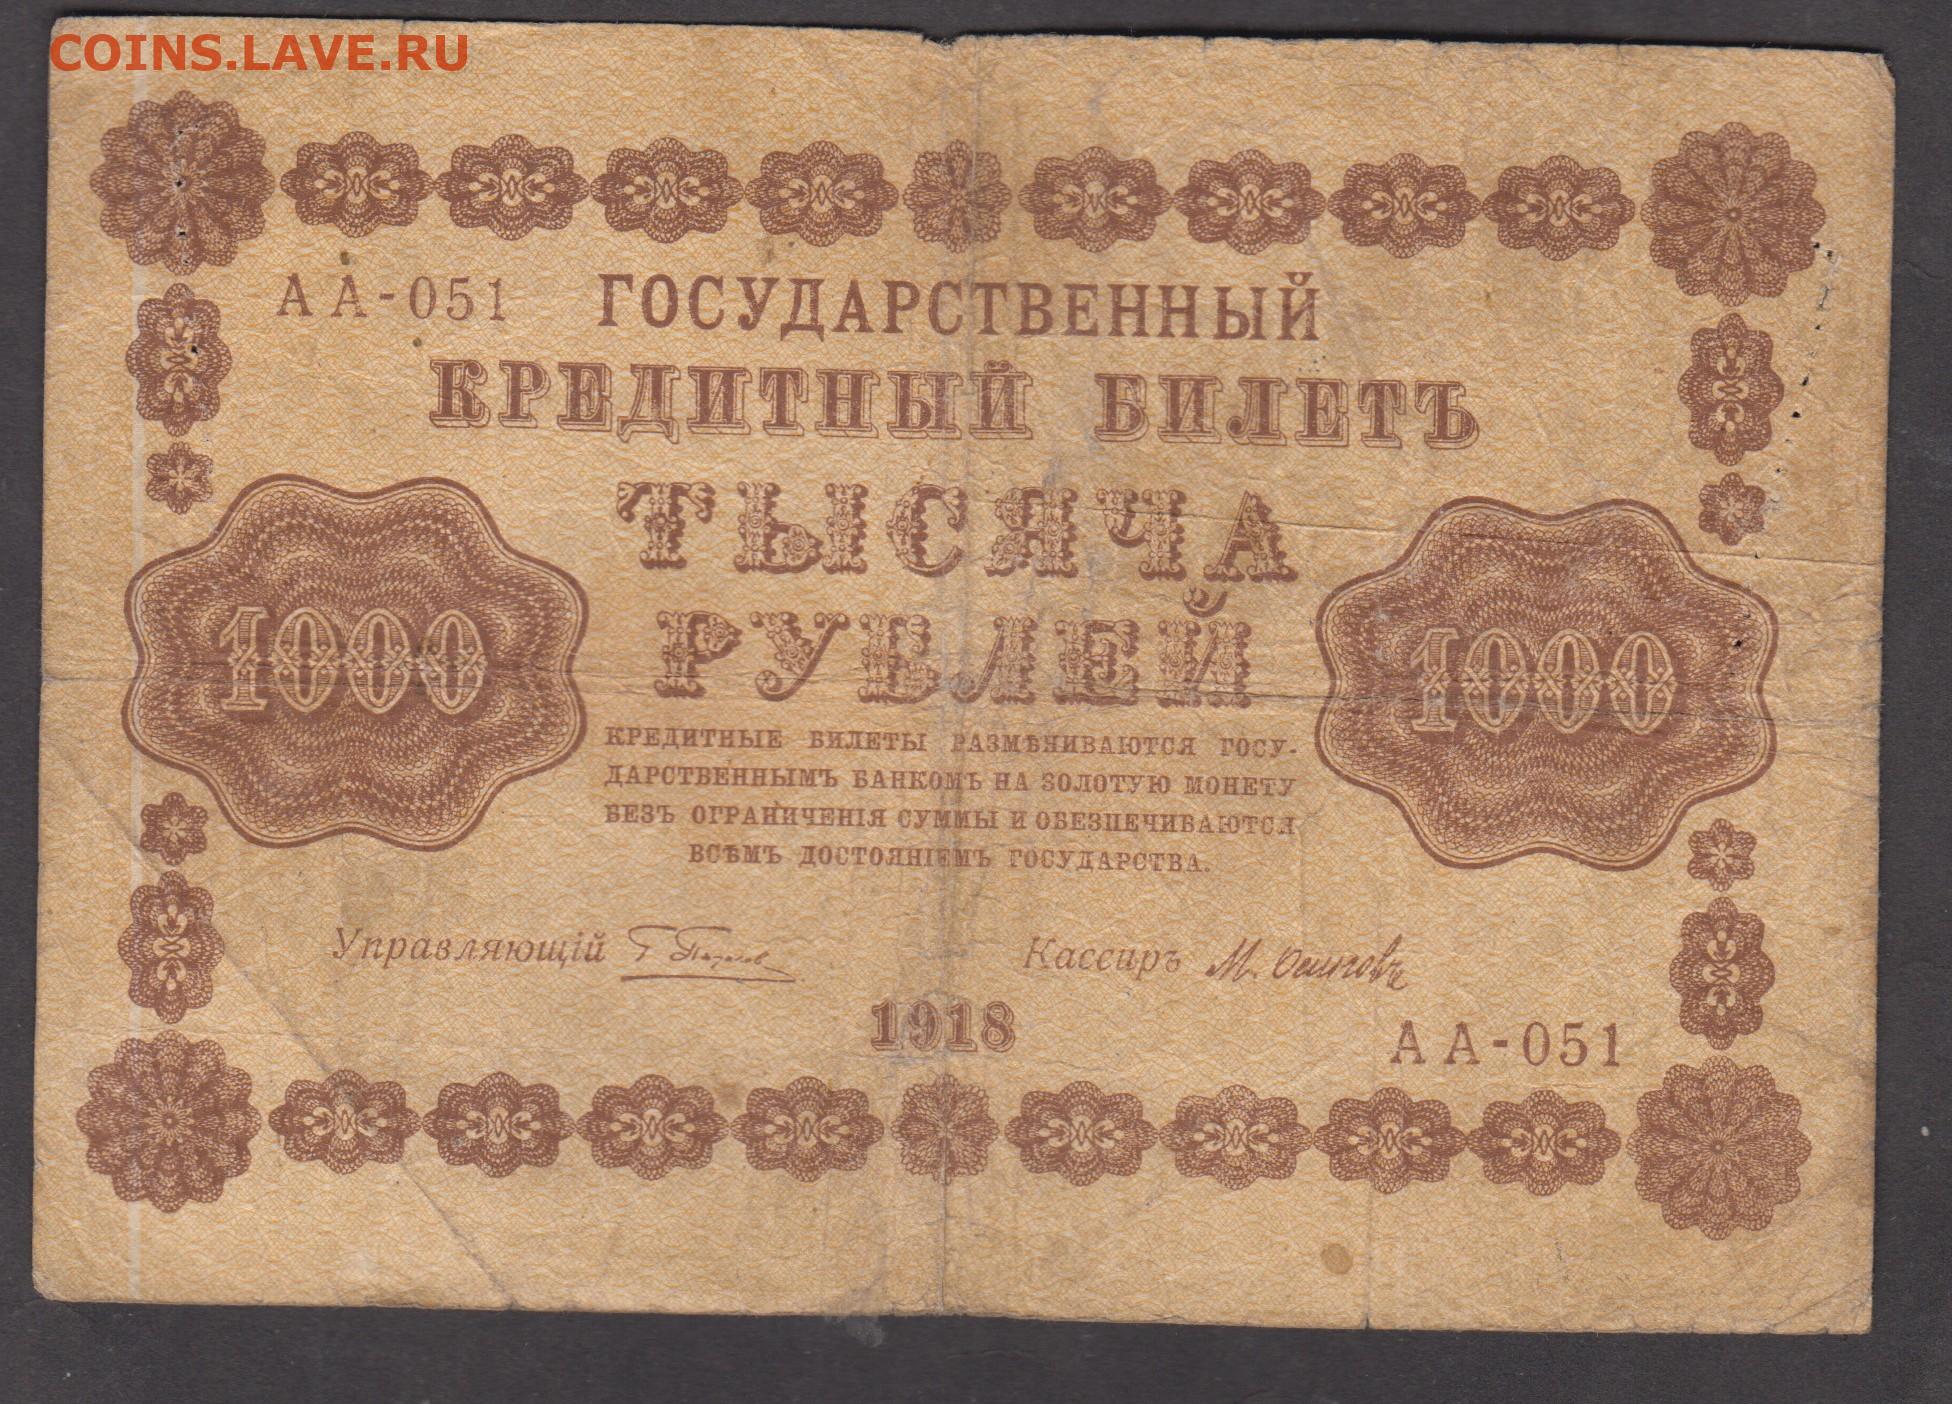 COINS.LAVE.RU
АА-051
ГОСУДАРСТВЕННЫЙ
КРЕДИТНЫЙ БИЛЕТЪ
ТЫСЯЧА
РУБЛЕЙ
1000
1000
КРЕДИТНЫЕ БИЛЕТЫ РАЗМѢНИВАЮТСЯ ГОСУ-
ДАРСТВЕННЫМЪ БАНКОМЪ НА ЗОЛОТУЮ МОНЕТУ
БЕЗЪ ОГРАНИЧЕНІЯ СУММЫ И ОБЕЗПЕЧИВАЮТСЯ
ВСѢМЪ ДОСТОЯНІЕМЪ ГОСУДАРСТВА.
Управляющій Кассиръ М. Осиповъ
1918
АА-051